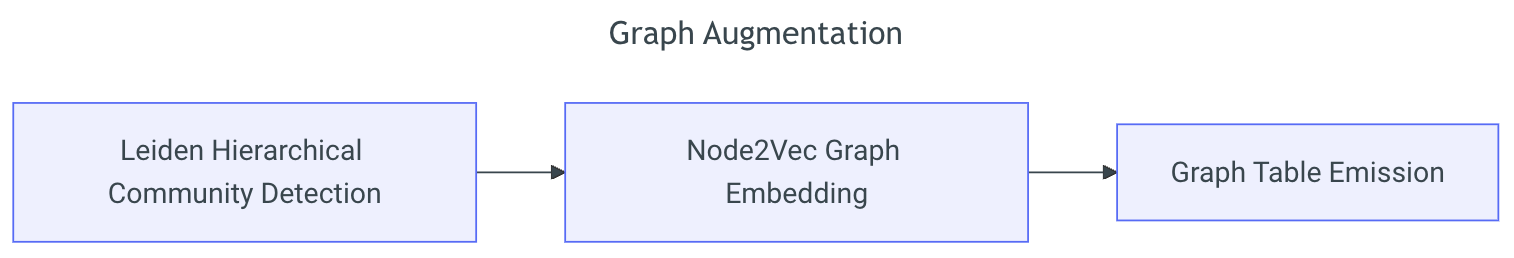 Graph Augmentation
Leiden Hierarchical
Community Detection
Node2Vec Graph
Embedding
Graph Table Emission